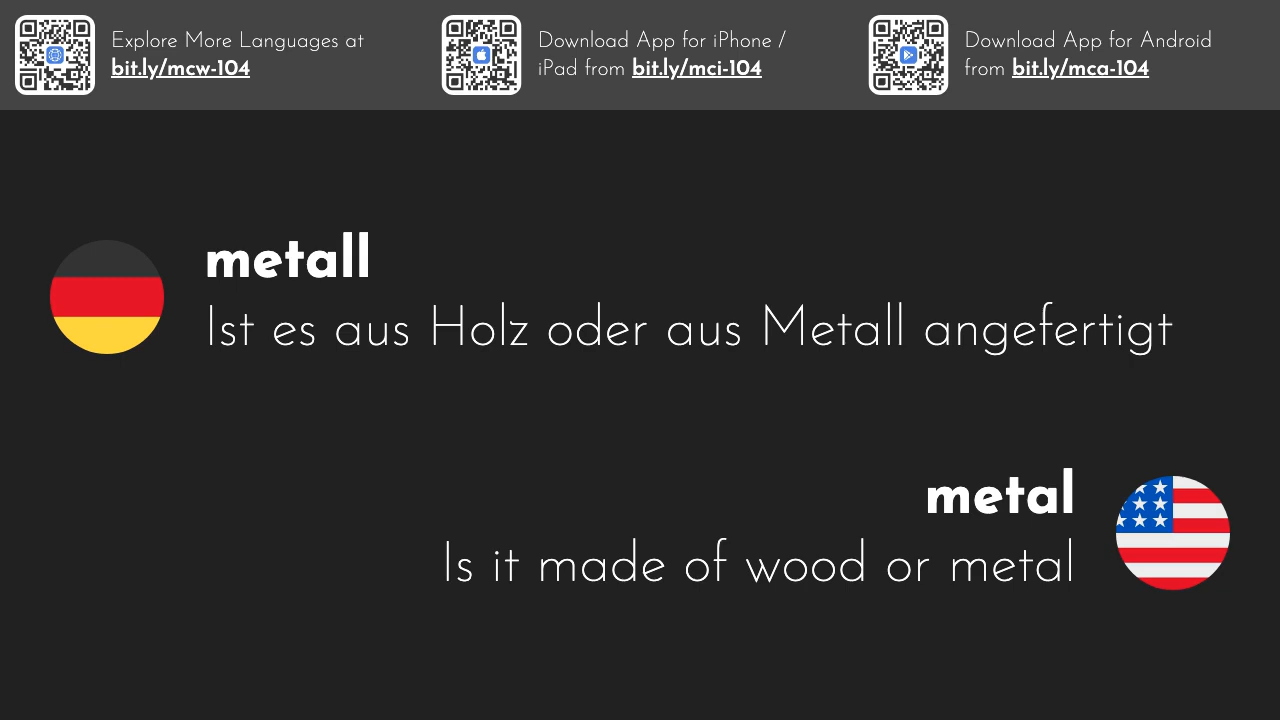 Explore More Languages at
bit.ly/mcw-104
Download App for iPhone /
iPad from bit.ly/mci-104
Download App for Android
from bit.ly/mca-104
metall
Ist es aus Holz oder aus Metall angefertigt
metal
Is it made of wood or metal